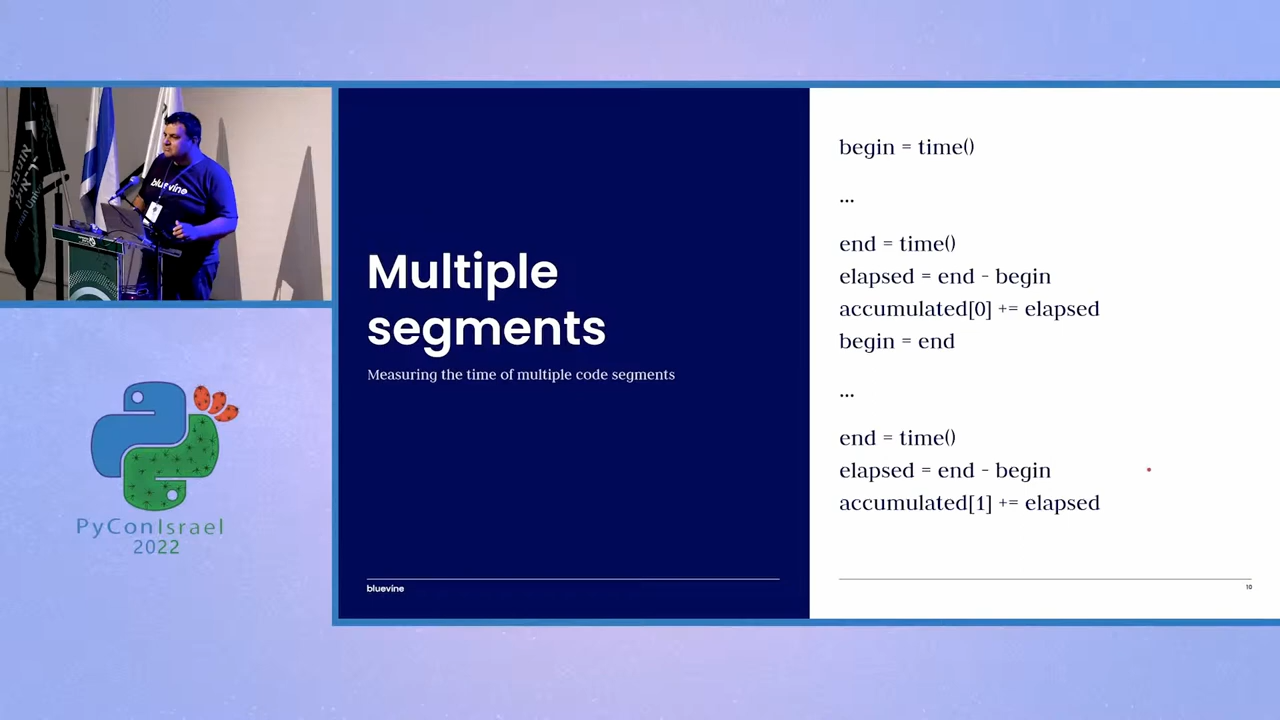 bluevine
Multiple
segments
Measuring the time of multiple code segments
bluevine
begin = time()
...
end = time()
elapsed = end - begin
accumulated[0] += elapsed
begin = end
...
end = time()
elapsed = end - begin
accumulated[1] += elapsed
10
PyConIsrael
2022